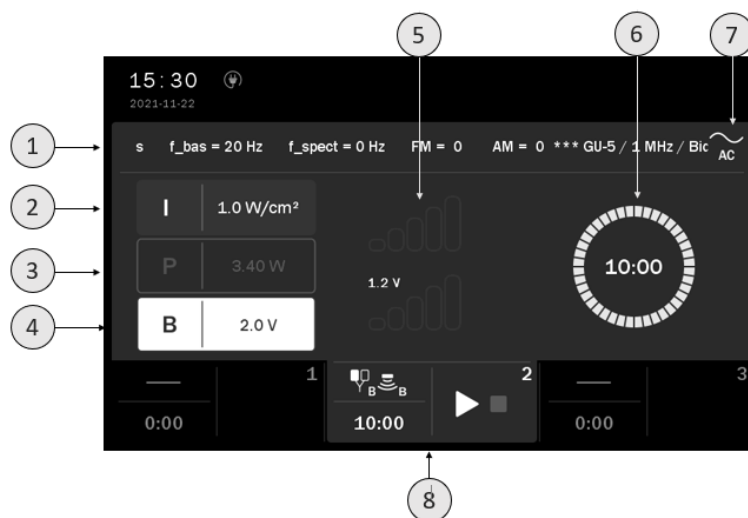 5
6
7
15:30
2021-11-22
1
s f_bas = 20 Hz f_spect = 0 Hz FM = 0 AM = 0 *** GU-5 / 1 MHz / Bio
AC
2
I 1.0 W/cm²
3
P 3.40 W
10:00
1.2 V
4
B 2.0 V
1
B B
2
3
0:00
10:00
0:00
8